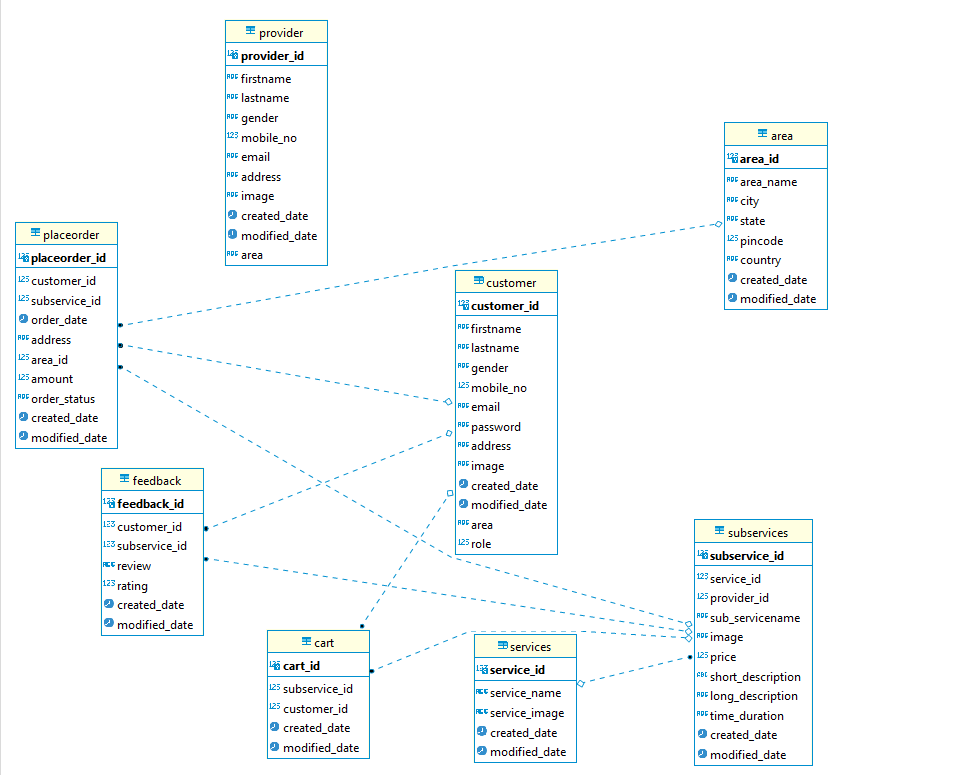 provider
provider_id
firstname
lastname
gender
mobile_no
email
address
image
created_date
modified_date
area
area
area_id
area_name
city
state
pincode
country
created_date
modified_date
placeorder
placeorder_id
customer_id
subservice_id
order_date
address
area_id
amount
order_status
created_date
modified_date
customer
customer_id
firstname
lastname
gender
mobile_no
email
password
address
image
created_date
modified_date
area
role
feedback
feedback_id
customer_id
subservice_id
review
rating
created_date
modified_date
subservices
subservice_id
service_id
provider_id
sub_servicename
image
price
short_description
long_description
time_duration
created_date
modified_date
cart
cart_id
subservice_id
customer_id
created_date
modified_date
services
service_id
service_name
service_image
created_date
modified_date